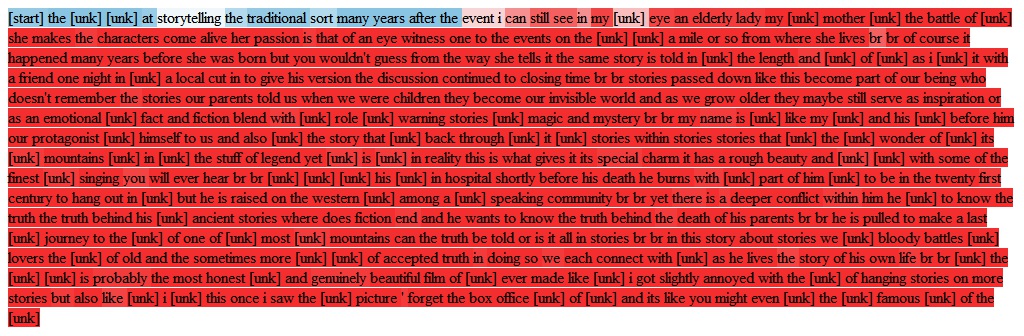 [start] the [unk] [unk] at storytelling the traditional sort many years after the event i can still see in my [unk] eye an elderly lady my [unk] mother [unk] the battle of [unk]
she makes the characters come alive her passion is that of an eye witness one to the events on the [unk] [unk] a mile or so from where she lives br br of course it
happened many years before she was born but you wouldn't guess from the way she tells it the same story is told in [unk] the length and [unk] of [unk] as i [unk] it with
a friend one night in [unk] a local cut in to give his version the discussion continued to closing time br br stories passed down like this become part of our being who
doesn't remember the stories our parents told us when we were children they become our invisible world and as we grow older they maybe still serve as inspiration or
as an emotional [unk] fact and fiction blend with [unk] role [unk] warning stories [unk] magic and mystery br br my name is [unk] like my [unk] and his [unk] before him
our protagonist [unk] himself to us and also [unk] the story that [unk] back through [unk] it [unk] stories within stories stories that [unk] the [unk] wonder of [unk] its
[unk] mountains [unk] in [unk] the stuff of legend yet [unk] is [unk] in reality this is what gives it its special charm it has a rough beauty and [unk] [unk] with some of the
finest [unk] singing you will ever hear br br [unk] [unk] [unk] his [unk] in hospital shortly before his death he burns with [unk] part of him [unk] to be in the twenty first
century to hang out in [unk] but he is raised on the western [unk] among a [unk] speaking community br br yet there is a deeper conflict within him he [unk] to know the
truth the truth behind his [unk] ancient stories where does fiction end and he wants to know the truth behind the death of his parents br br he is pulled to make a last
[unk] journey to the [unk] of one of [unk] most [unk] mountains can the truth be told or is it all in stories br br in this story about stories we [unk] bloody battles [unk]
lovers the [unk] of old and the sometimes more [unk] [unk] of accepted truth in doing so we each connect with [unk] as he lives the story of his own life br br [unk] the
[unk] [unk] is probably the most honest [unk] and genuinely beautiful film of [unk] ever made like [unk] i got slightly annoyed with the [unk] of hanging stories on more
stories but also like [unk] i [unk] this once i saw the [unk] picture ' forget the box office [unk] of [unk] and its like you might even [unk] the [unk] famous [unk] of the
[unk]